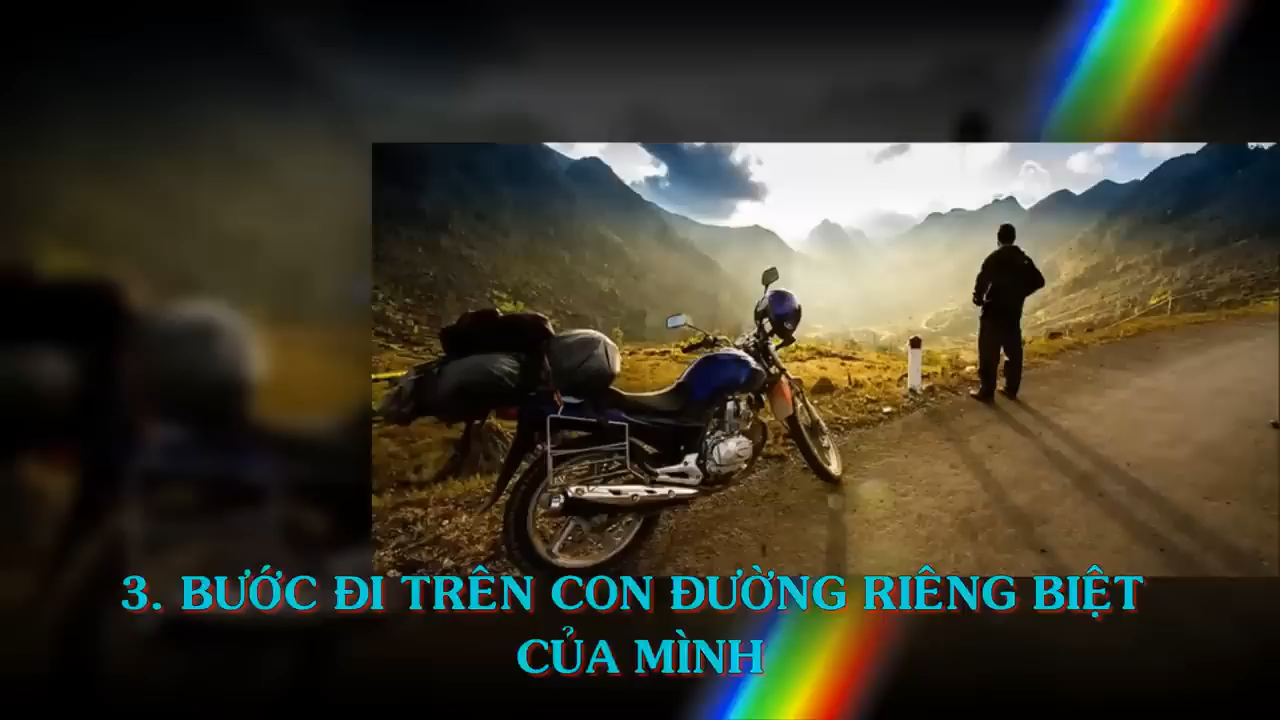 3. BƯỚC ĐI TRÊN CON ĐƯỜNG RIÊNG BIỆT
CỦA MÌNH